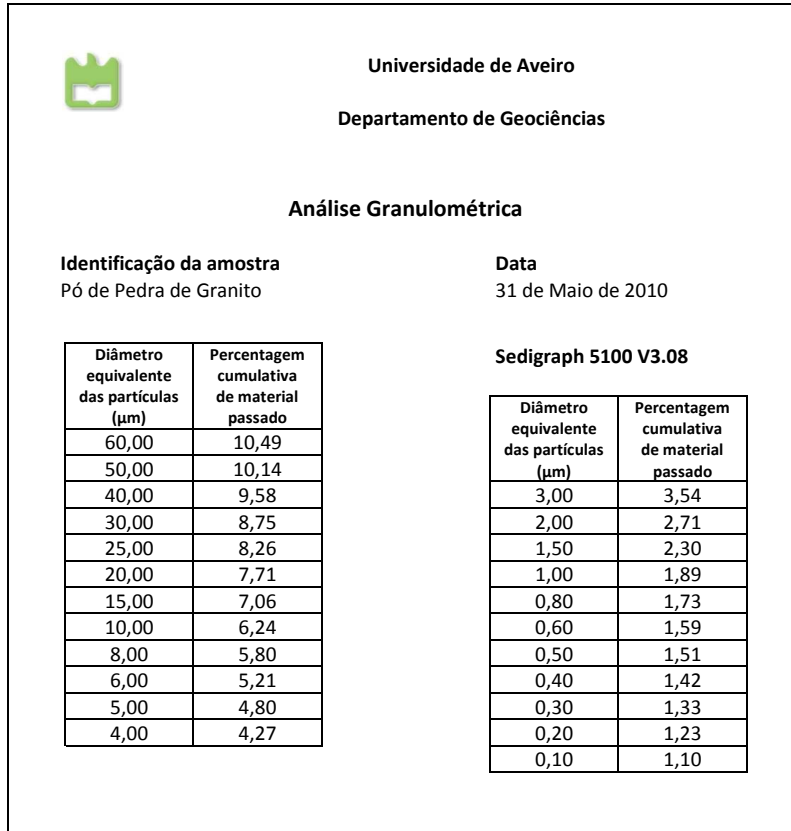 Universidade de Aveiro
Departamento de Geociências
Análise Granulométrica
Identificação da amostra
Pó de Pedra de Granito
Data
31 de Maio de 2010
Diâmetro equivalente das partículas (µm) Percentagem cumulativa de material passado
60,00 10,49
50,00 10,14
40,00 9,58
30,00 8,75
25,00 8,26
20,00 7,71
15,00 7,06
10,00 6,24
8,00 5,80
6,00 5,21
5,00 4,80
4,00 4,27
Sedigraph 5100 V3.08
Diâmetro equivalente das partículas (µm) Percentagem cumulativa de material passado
3,00 3,54
2,00 2,71
1,50 2,30
1,00 1,89
0,80 1,73
0,60 1,59
0,50 1,51
0,40 1,42
0,30 1,33
0,20 1,23
0,10 1,10